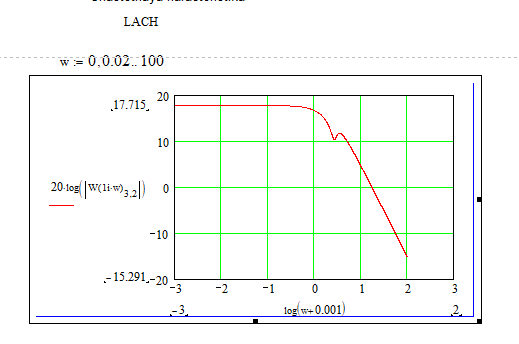 LACH
w := 0,0.02.. 100
17.715
20·log(|W(1i·w)3,2|)
-15.291
20
10
0
-10
-20
-3 -2 -1 0 1 2 3
-3 log(w+ 0.001) 2